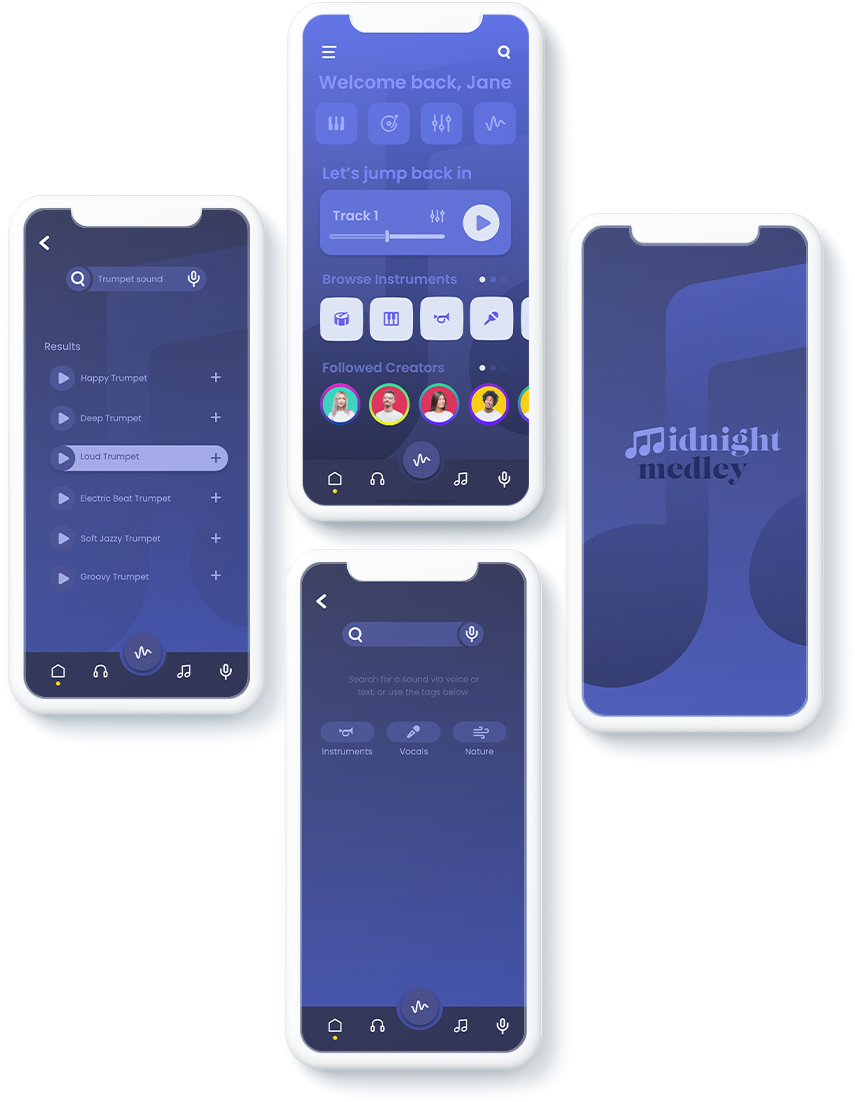 Welcome back, Jane
Let's jump back in
Track 1
Browse Instruments
Followed Creators
Trumpet sound
Results
Happy Trumpet
Deep Trumpet
Loud Trumpet
Electric Beat Trumpet
Soft Jazzy Trumpet
Groovy Trumpet
Midnight
medley
Search for a sound via voice or
text, or use the tags below.
Instruments Vocals Nature